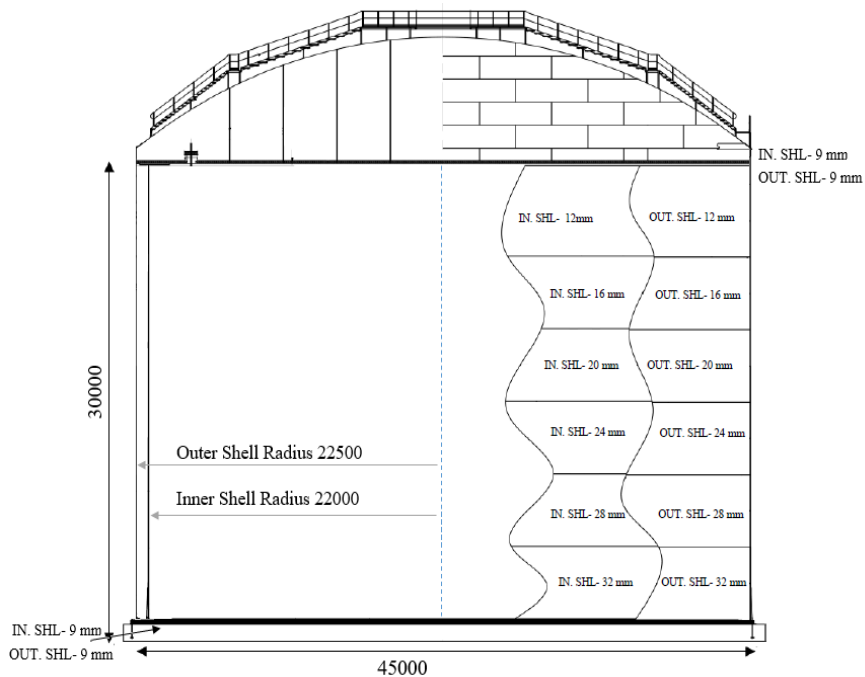 IN. SHL- 9 mm
OUT. SHL- 9 mm
IN. SHL- 12mm
OUT. SHL- 12 mm
IN. SHL- 16 mm
OUT. SHL- 16 mm
IN. SHL- 20 mm
OUT. SHL- 20 mm
30000
IN. SHL- 24 mm
OUT. SHL- 24 mm
Outer Shell Radius 22500
Inner Shell Radius 22000
IN. SHL- 28 mm
OUT. SHL- 28 mm
IN. SHL- 32 mm
OUT. SHL- 32 mm
IN. SHL- 9 mm
OUT. SHL- 9 mm
45000